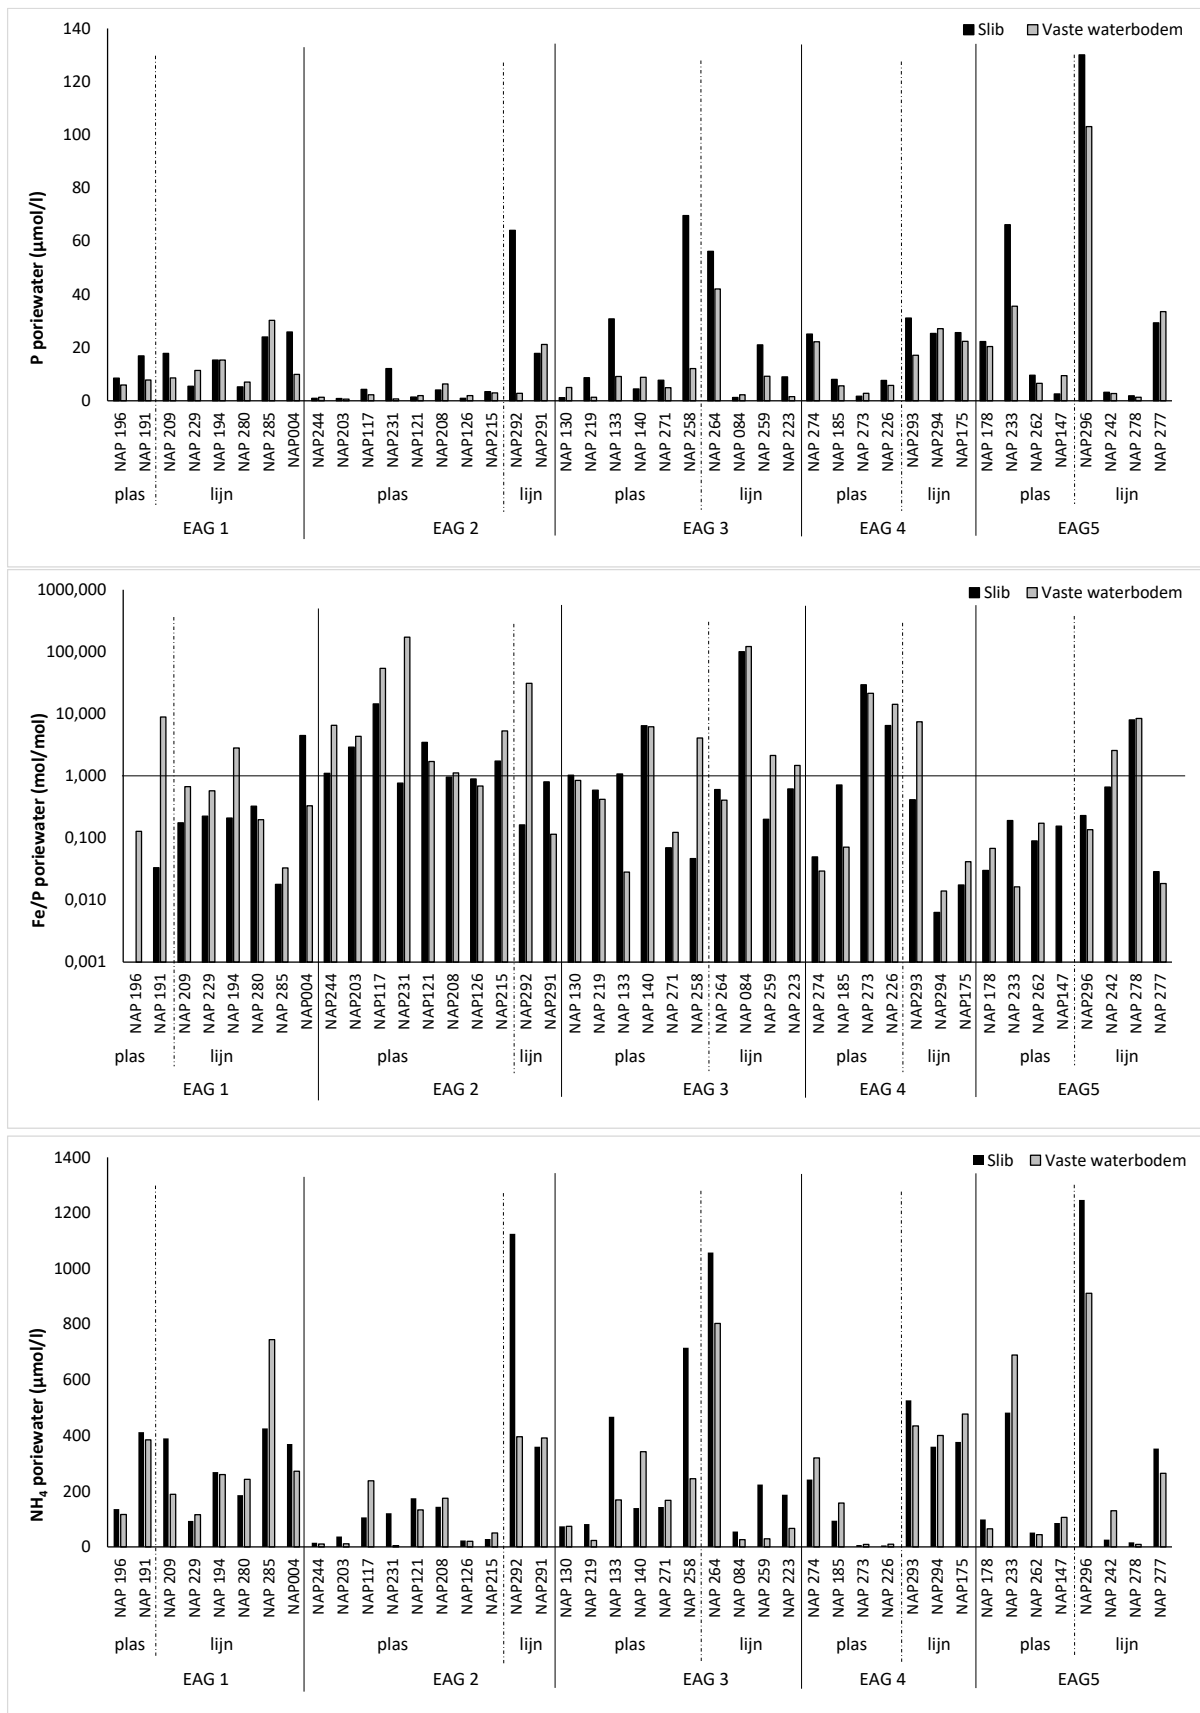 140
120
100
80
60
40
20
0
P poriewater (µmol/l)
Slib Vaste waterbodem
NAP 196 NAP 191 NAP 209 NAP 229 NAP 194 NAP 280 NAP 285 NAP004 NAP244 NAP203 NAP117 NAP231 NAP121 NAP208 NAP126 NAP215 NAP292 NAP291 NAP 130 NAP 219 NAP 133 NAP 140 NAP 271 NAP 258 NAP 264 NAP 084 NAP 259 NAP 223 NAP 274 NAP 185 NAP 273 NAP 226 NAP293 NAP294 NAP175 NAP 178 NAP 233 NAP 262 NAP147 NAP296 NAP 242 NAP 278 NAP 277
plas lijn plas lijn plas lijn plas lijn plas lijn
EAG 1 EAG 2 EAG 3 EAG 4 EAG5
1000,000
100,000
10,000
1,000
0,100
0,010
0,001
Fe/P poriewater (mol/mol)
Slib Vaste waterbodem
NAP 196 NAP 191 NAP 209 NAP 229 NAP 194 NAP 280 NAP 285 NAP004 NAP244 NAP203 NAP117 NAP231 NAP121 NAP208 NAP126 NAP215 NAP292 NAP291 NAP 130 NAP 219 NAP 133 NAP 140 NAP 271 NAP 258 NAP 264 NAP 084 NAP 259 NAP 223 NAP 274 NAP 185 NAP 273 NAP 226 NAP293 NAP294 NAP175 NAP 178 NAP 233 NAP 262 NAP147 NAP296 NAP 242 NAP 278 NAP 277
plas lijn plas lijn plas lijn plas lijn plas lijn
EAG 1 EAG 2 EAG 3 EAG 4 EAG5
1400
1200
1000
800
600
400
200
0
NH₄ poriewater (µmol/l)
Slib Vaste waterbodem
NAP 196 NAP 191 NAP 209 NAP 229 NAP 194 NAP 280 NAP 285 NAP004 NAP244 NAP203 NAP117 NAP231 NAP121 NAP208 NAP126 NAP215 NAP292 NAP291 NAP 130 NAP 219 NAP 133 NAP 140 NAP 271 NAP 258 NAP 264 NAP 084 NAP 259 NAP 223 NAP 274 NAP 185 NAP 273 NAP 226 NAP293 NAP294 NAP175 NAP 178 NAP 233 NAP 262 NAP147 NAP296 NAP 242 NAP 278 NAP 277
plas lijn plas lijn plas lijn plas lijn plas lijn
EAG 1 EAG 2 EAG 3 EAG 4 EAG5